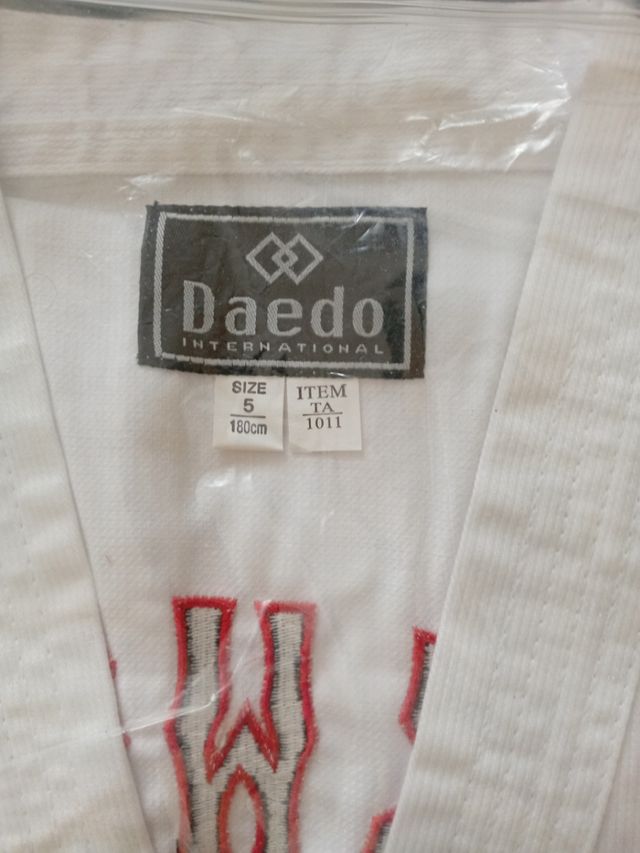 Daedo
INTERNATIONAL
SIZE
5
180cm
ITEM
TA
1011